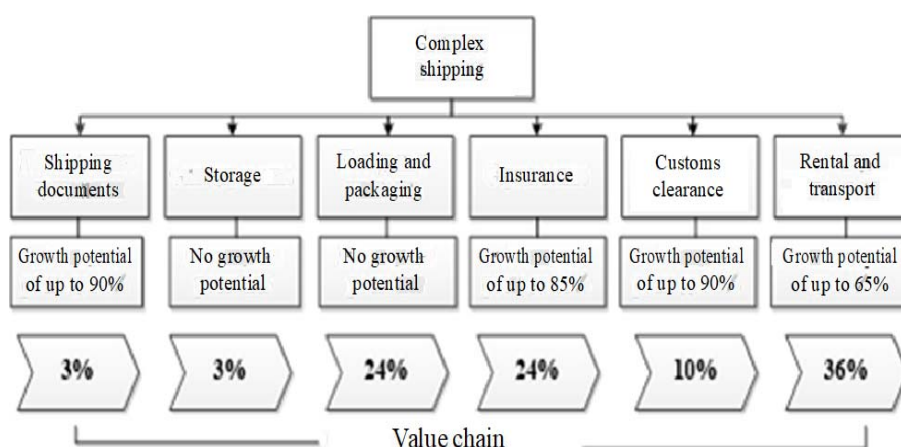 Complex
shipping
Shipping
documents
Storage
Loading and
packaging
Insurance
Customs
clearance
Rental and
transport
Growth potential
of up to 90%
No growth
potential
No growth
potential
Growth potential
of up to 85%
Growth potential
of up to 90%
Growth potential
of up to 65%
3%
3%
24%
24%
10%
36%
Value chain